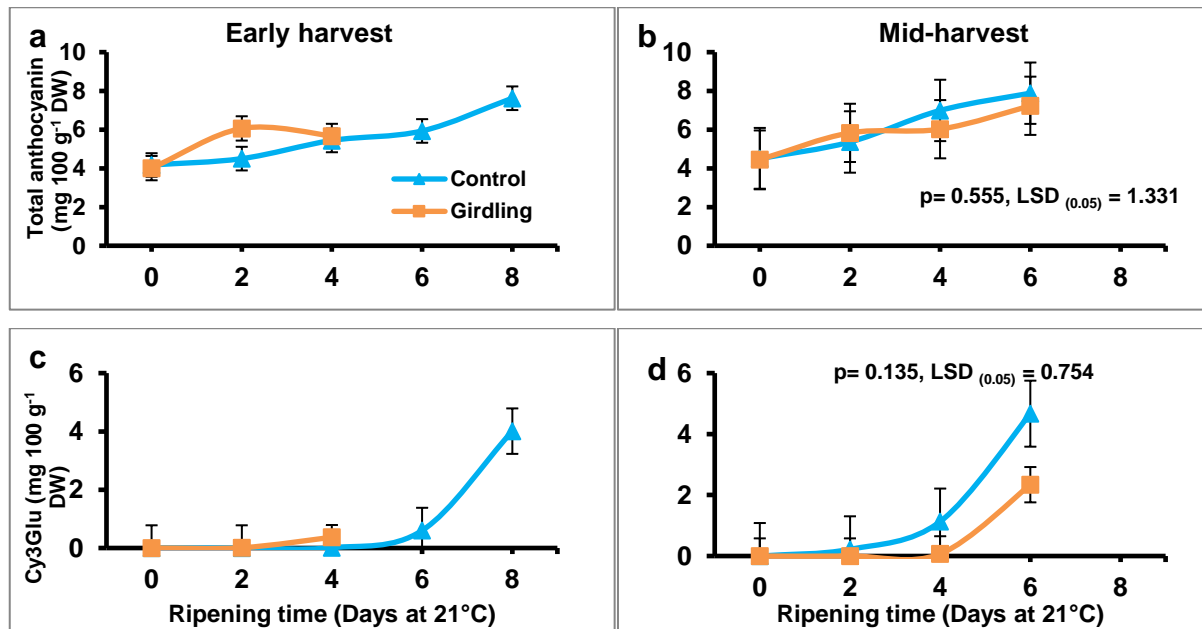 a
Early harvest
Total anthocyanin
(mg 100 g-1 DW)
10
8
6
4
2
0
Control
Girdling
0 2 4 6 8
b
Mid-harvest
10
8
6
4
2
0
p= 0.555, LSD (0.05) = 1.331
0 2 4 6 8
c
Cy3Glu (mg 100 g-1
DW)
6
4
2
0
0 2 4 6 8
Ripening time (Days at 21°C)
d
p= 0.135, LSD (0.05) = 0.754
6
4
2
0
0 2 4 6 8
Ripening time (Days at 21°C)